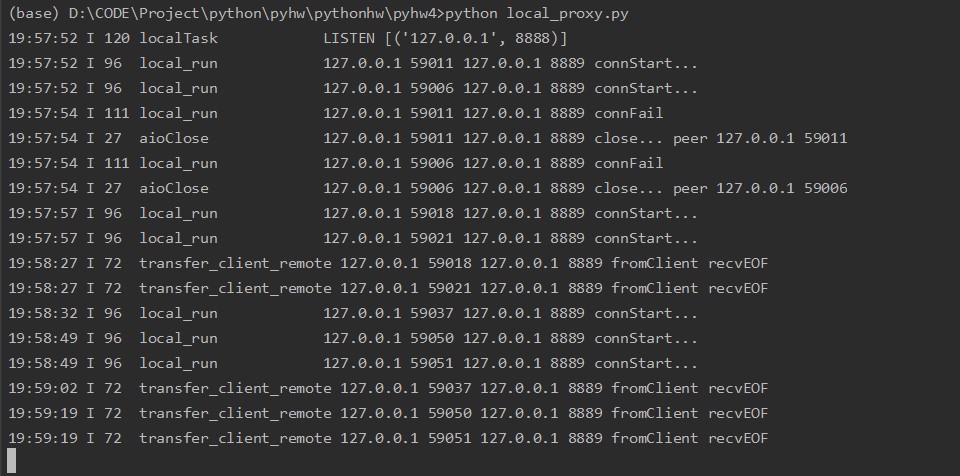 (base) D:\CODE\Project\python\pyhw\pythonhw\pyhw4>python local_proxy.py
19:57:52 I 120 localTask            LISTEN [('127.0.0.1', 8888)]
19:57:52 I 96  local_run            127.0.0.1 59011 127.0.0.1 8889 connStart...
19:57:52 I 96  local_run            127.0.0.1 59006 127.0.0.1 8889 connStart...
19:57:54 I 111 local_run            127.0.0.1 59011 127.0.0.1 8889 connFail
19:57:54 I 27  aioClose             127.0.0.1 59011 127.0.0.1 8889 close... peer 127.0.0.1 59011
19:57:54 I 111 local_run            127.0.0.1 59006 127.0.0.1 8889 connFail
19:57:54 I 27  aioClose             127.0.0.1 59006 127.0.0.1 8889 close... peer 127.0.0.1 59006
19:57:57 I 96  local_run            127.0.0.1 59018 127.0.0.1 8889 connStart...
19:57:57 I 96  local_run            127.0.0.1 59021 127.0.0.1 8889 connStart...
19:58:27 I 72  transfer_client_remote 127.0.0.1 59018 127.0.0.1 8889 fromClient recvEOF
19:58:27 I 72  transfer_client_remote 127.0.0.1 59021 127.0.0.1 8889 fromClient recvEOF
19:58:32 I 96  local_run            127.0.0.1 59037 127.0.0.1 8889 connStart...
19:58:49 I 96  local_run            127.0.0.1 59050 127.0.0.1 8889 connStart...
19:58:49 I 96  local_run            127.0.0.1 59051 127.0.0.1 8889 connStart...
19:59:02 I 72  transfer_client_remote 127.0.0.1 59037 127.0.0.1 8889 fromClient recvEOF
19:59:19 I 72  transfer_client_remote 127.0.0.1 59050 127.0.0.1 8889 fromClient recvEOF
19:59:19 I 72  transfer_client_remote 127.0.0.1 59051 127.0.0.1 8889 fromClient recvEOF